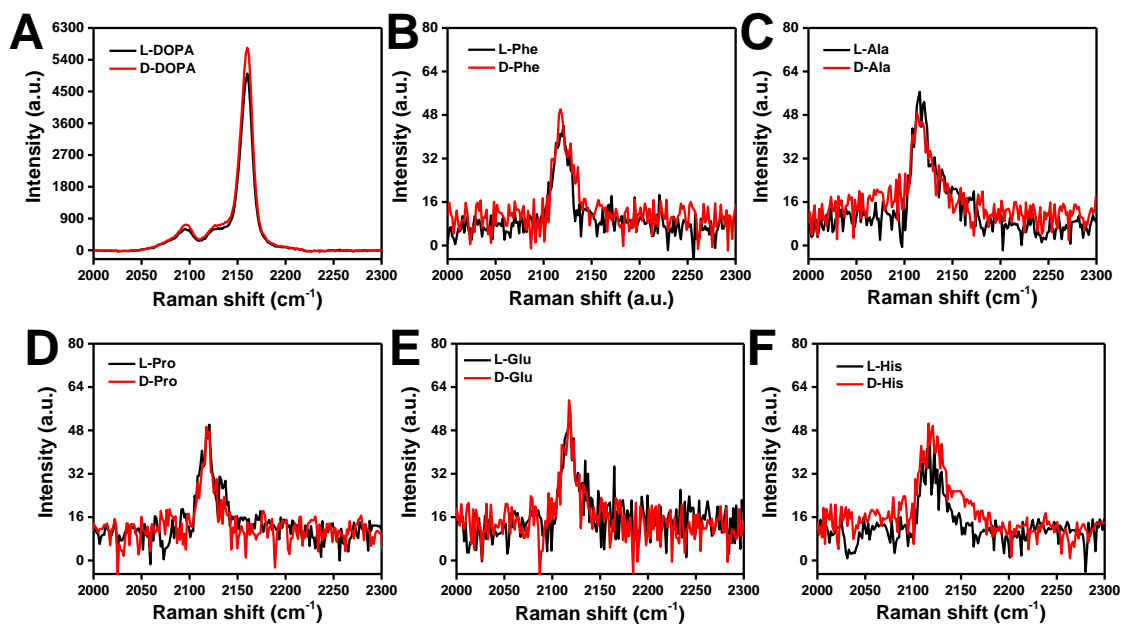 A
Intensity (a.u.)
6300
5400
4500
3600
2700
1800
900
0
L-DOPA
D-DOPA
2000 2050 2100 2150 2200 2250 2300
Raman shift (cm-1)
B
Intensity (a.u.)
80
64
48
32
16
0
L-Phe
D-Phe
2000 2050 2100 2150 2200 2250 2300
Raman shift (a.u.)
C
Intensity (a.u.)
80
64
48
32
16
0
L-Ala
D-Ala
2000 2050 2100 2150 2200 2250 2300
Raman shift (cm-1)
D
Intensity (a.u.)
80
64
48
32
16
0
L-Pro
D-Pro
2000 2050 2100 2150 2200 2250 2300
Raman shift (cm-1)
E
Intensity (a.u.)
80
64
48
32
16
0
L-Glu
D-Glu
2000 2050 2100 2150 2200 2250 2300
Raman shift (cm-1)
F
Intensity (a.u.)
80
64
48
32
16
0
L-His
D-His
2000 2050 2100 2150 2200 2250 2300
Raman shift (cm-1)